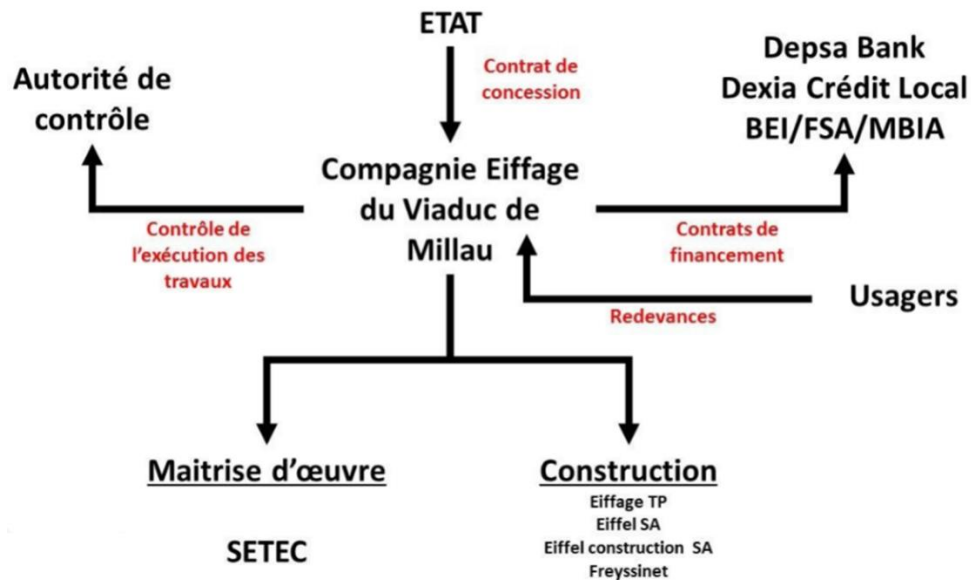 ETAT
Contrat de
concession
Autorité de
contrôle
Depsa Bank
Dexia Crédit Local
BEI/FSA/MBIA
Compagnie Eiffage
du Viaduc de
Millau
Contrôle de
l'exécution des
travaux
Contrats de
financement
Usagers
Redevances
Maitrise d'œuvre
SETEC
Construction
Eiffage TP
Eiffel SA
Eiffel construction SA
Freyssinet